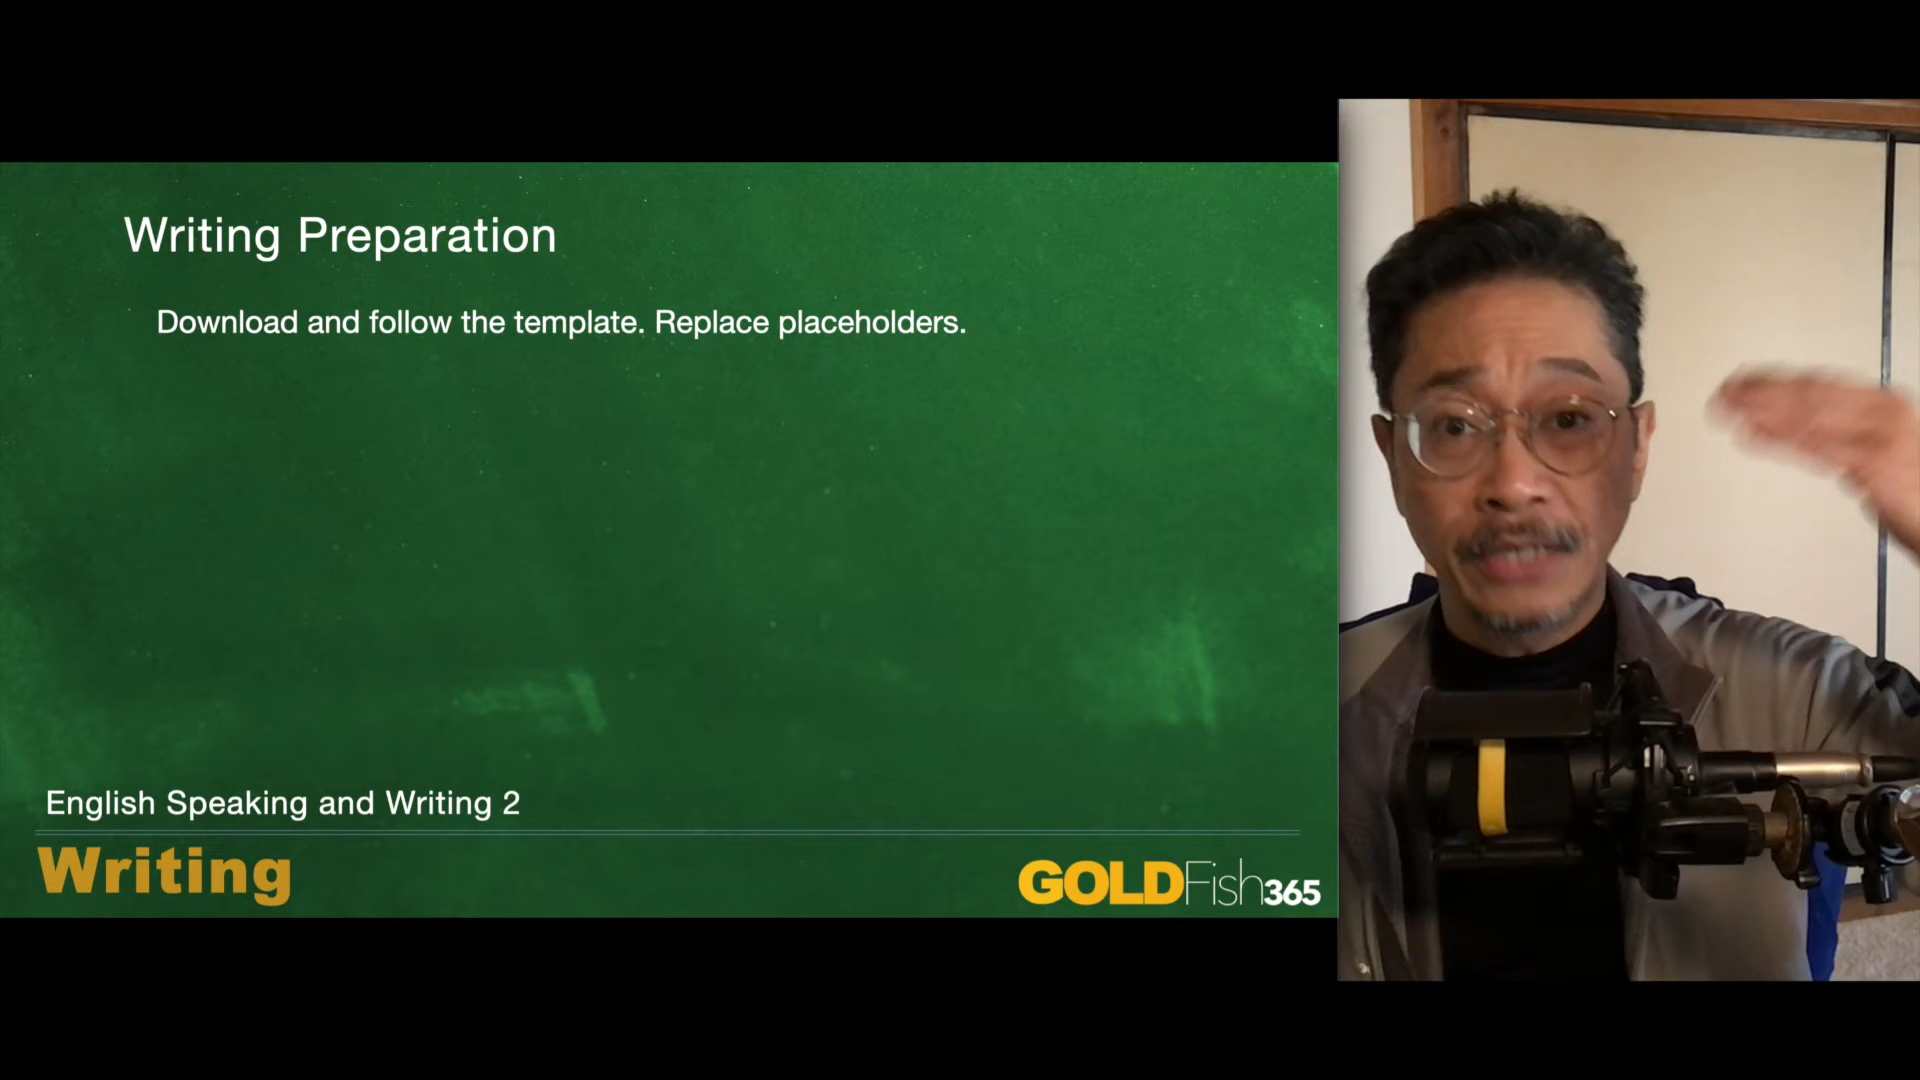 Writing Preparation
Download and follow the template. Replace placeholders.
English Speaking and Writing 2
Writing
GOLDFish365